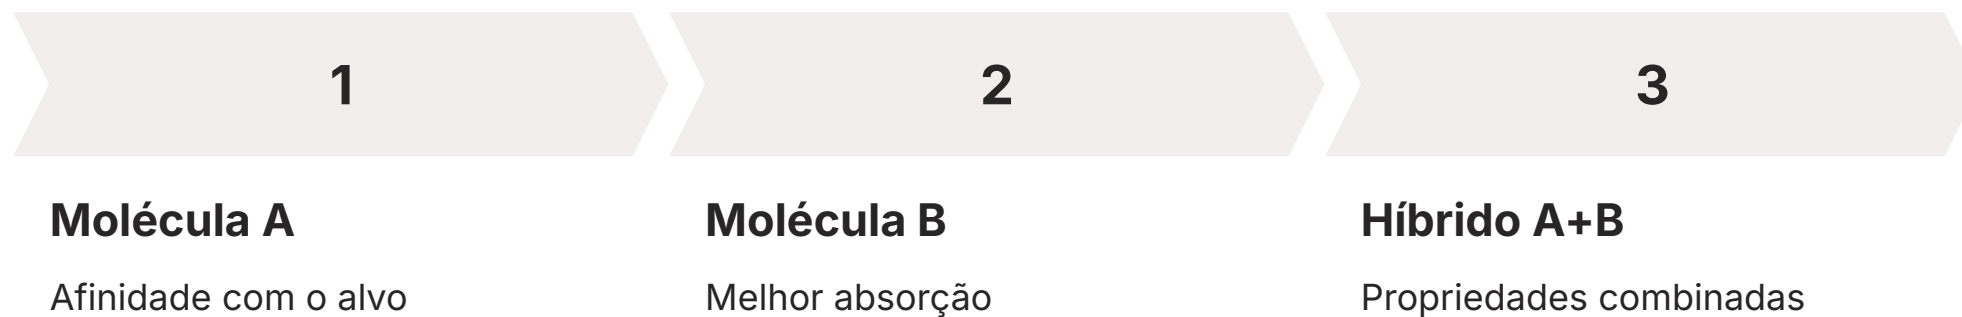 1
2
3
Molécula A
Afinidade com o alvo
Molécula B
Melhor absorção
Híbrido A+B
Propriedades combinadas